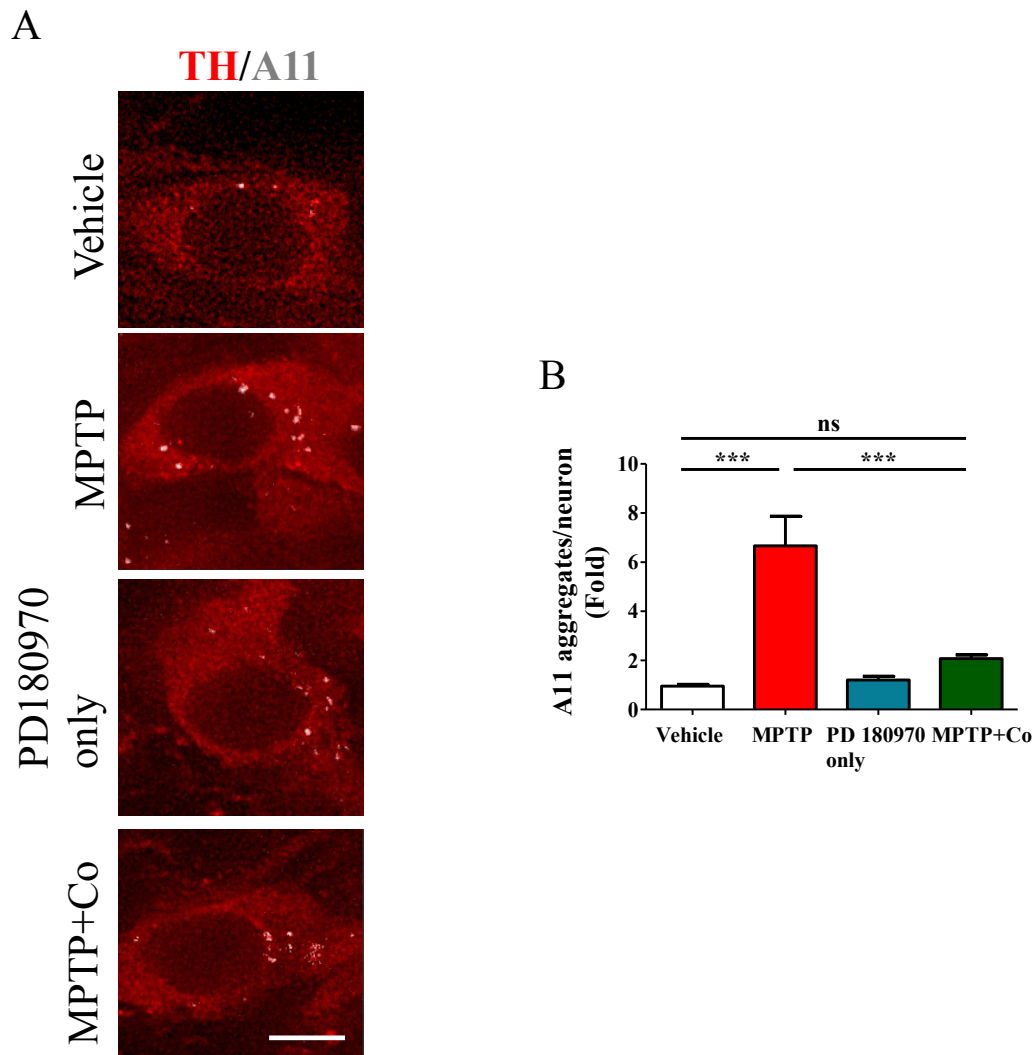 A
TH/A11
Vehicle
MPTP
PD180970
only
MPTP+Co
B
ns
***
***
A11 aggregates/neuron
(Fold)
10
8
6
4
2
0
Vehicle
MPTP
PD 180970
only
MPTP+Co